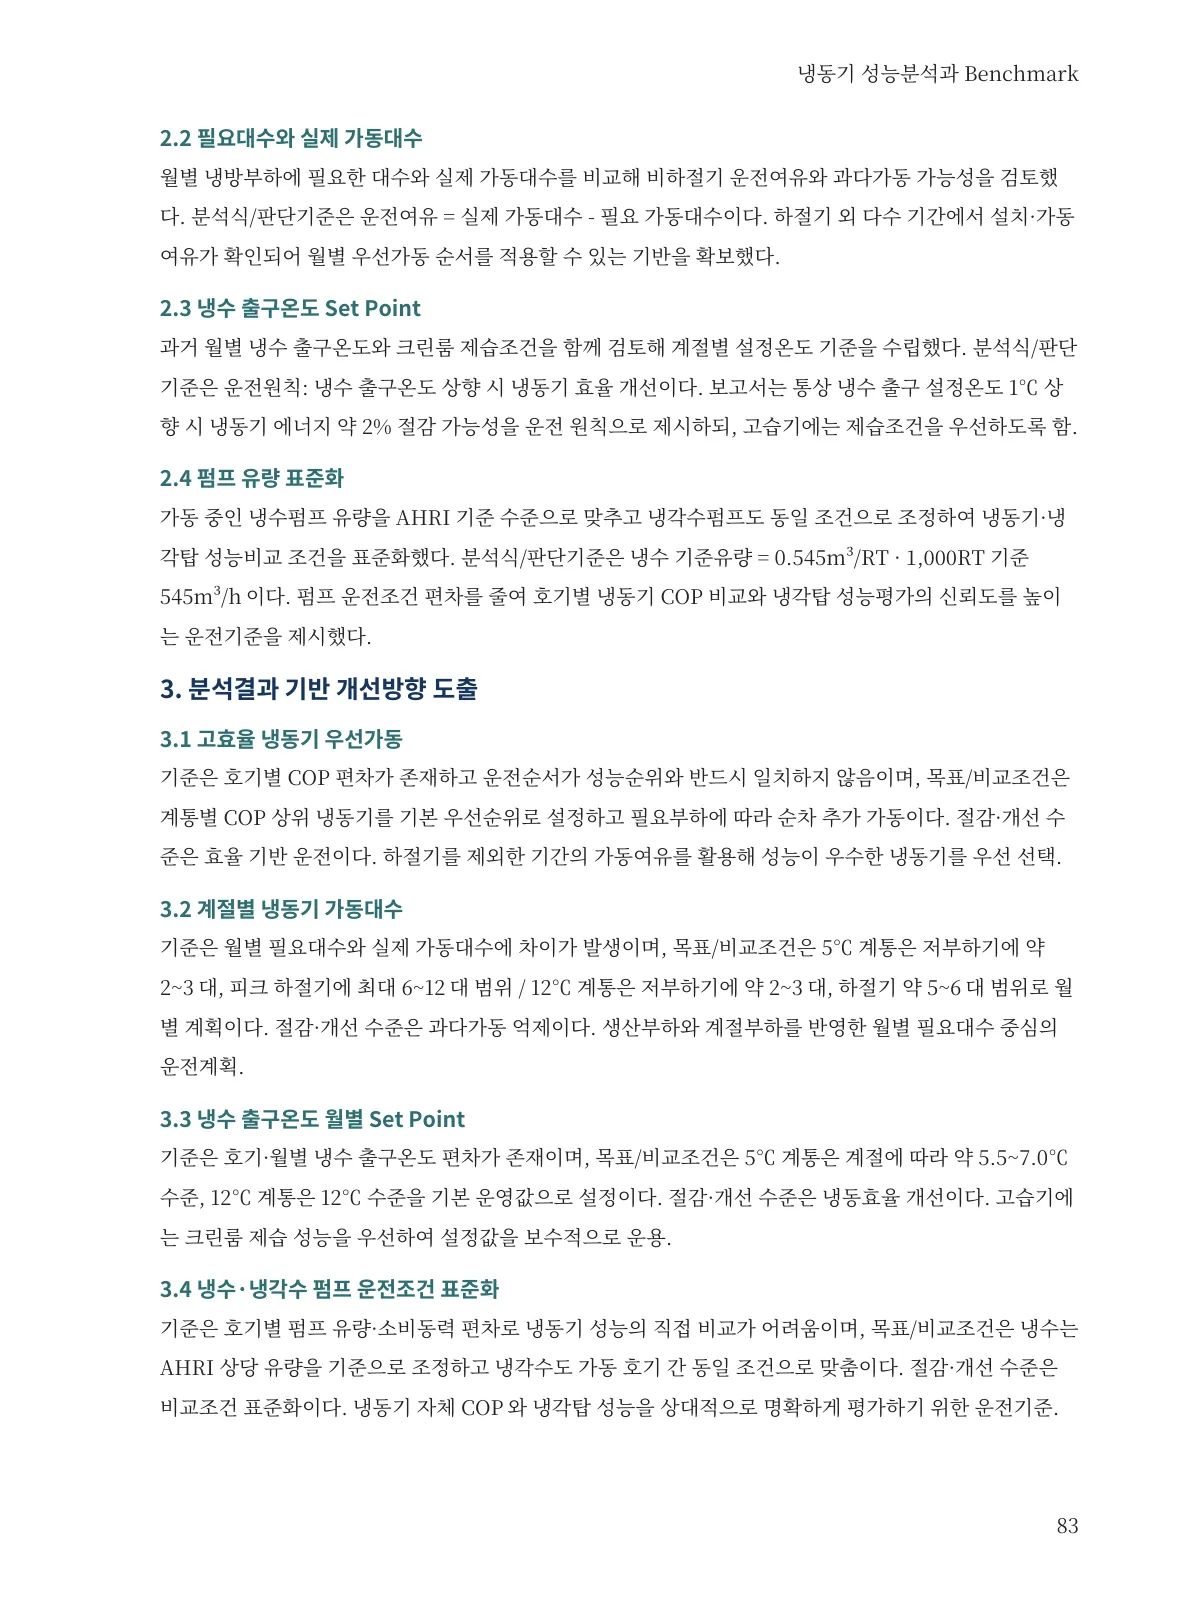 냉동기 성능분석과 Benchmark
2.2 필요대수와 실제 가동대수
월별 냉방부하에 필요한 대수와 실제 가동대수를 비교해 비하절기 운전여유와 과다가동 가능성을 검토했
다. 분석식/판단기준은 운전여유 = 실제 가동대수 - 필요 가동대수이다. 하절기 외 다수 기간에서 설치·가동
여유가 확인되어 월별 우선가동 순서를 적용할 수 있는 기반을 확보했다.
2.3 냉수 출구온도 Set Point
과거 월별 냉수 출구온도와 크린룸 제습조건을 함께 검토해 계절별 설정온도 기준을 수립했다. 분석식/판단
기준은 운전원칙: 냉수 출구온도 상향 시 냉동기 효율 개선이다. 보고서는 통상 냉수 출구 설정온도 1℃ 상
향 시 냉동기 에너지 약 2% 절감 가능성을 운전 원칙으로 제시하되, 고습기에는 제습조건을 우선하도록 함.
2.4 펌프 유량 표준화
가동 중인 냉수펌프 유량을 AHRI 기준 수준으로 맞추고 냉각수펌프도 동일 조건으로 조정하여 냉동기·냉
각탑 성능비교 조건을 표준화했다. 분석식/판단기준은 냉수 기준유량 = 0.545m³/RT · 1,000RT 기준
545m³/h 이다. 펌프 운전조건 편차를 줄여 호기별 냉동기 COP 비교와 냉각탑 성능평가의 신뢰도를 높이
는 운전기준을 제시했다.
3. 분석결과 기반 개선방향 도출
3.1 고효율 냉동기 우선가동
기준은 호기별 COP 편차가 존재하고 운전순서가 성능순위와 반드시 일치하지 않음이며, 목표/비교조건은
계통별 COP 상위 냉동기를 기본 우선순위로 설정하고 필요부하에 따라 순차 추가 가동이다. 절감·개선 수
준은 효율 기반 운전이다. 하절기를 제외한 기간의 가동여유를 활용해 성능이 우수한 냉동기를 우선 선택.
3.2 계절별 냉동기 가동대수
기준은 월별 필요대수와 실제 가동대수에 차이가 발생이며, 목표/비교조건은 5℃ 계통은 저부하기에 약
2~3 대, 피크 하절기에 최대 6~12 대 범위 / 12℃ 계통은 저부하기에 약 2~3 대, 하절기 약 5~6 대 범위로 월
별 계획이다. 절감·개선 수준은 과다가동 억제이다. 생산부하와 계절부하를 반영한 월별 필요대수 중심의
운전계획.
3.3 냉수 출구온도 월별 Set Point
기준은 호기·월별 냉수 출구온도 편차가 존재이며, 목표/비교조건은 5℃ 계통은 계절에 따라 약 5.5~7.0℃
수준, 12℃ 계통은 12℃ 수준을 기본 운영값으로 설정이다. 절감·개선 수준은 냉동효율 개선이다. 고습기에
는 크린룸 제습 성능을 우선하여 설정값을 보수적으로 운용.
3.4 냉수·냉각수 펌프 운전조건 표준화
기준은 호기별 펌프 유량·소비동력 편차로 냉동기 성능의 직접 비교가 어려움이며, 목표/비교조건은 냉수는
AHRI 상당 유량을 기준으로 조정하고 냉각수도 가동 호기 간 동일 조건으로 맞춤이다. 절감·개선 수준은
비교조건 표준화이다. 냉동기 자체 COP 와 냉각탑 성능을 상대적으로 명확하게 평가하기 위한 운전기준.
83